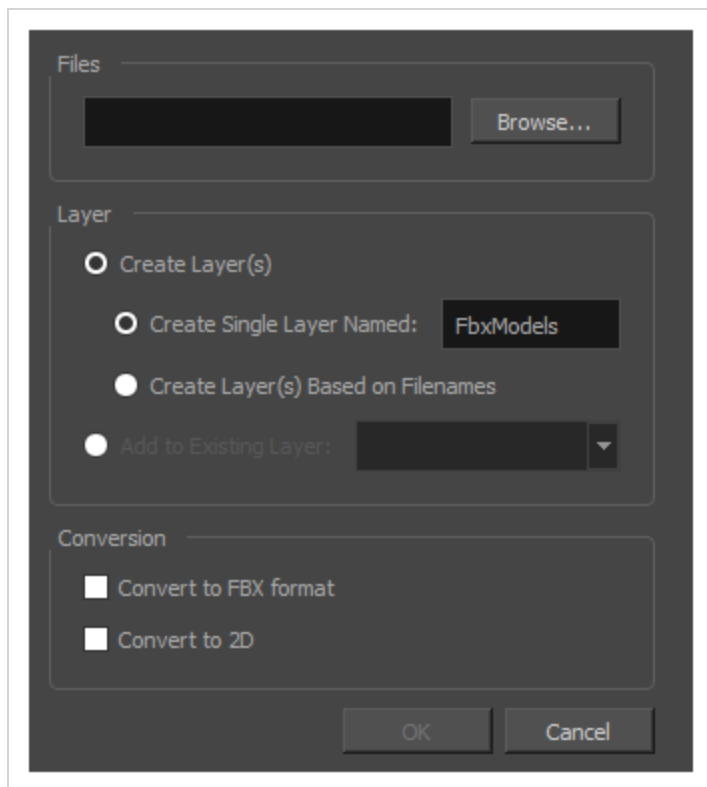 Files
Browse...
Layer
Create Layer(s)
Create Single Layer Named: FbxModels
Create Layer(s) Based on Filenames
Add to Existing Layer:
Conversion
Convert to FBX format
Convert to 2D
OK Cancel